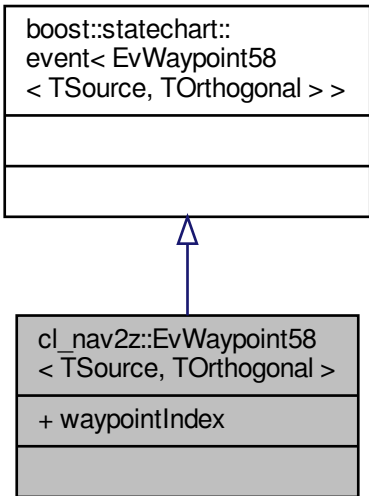 boost::statechart::
event< EvWaypoint58
< TSource, TOrthogonal > >
cl_nav2z::EvWaypoint58
< TSource, TOrthogonal >
+ waypointIndex